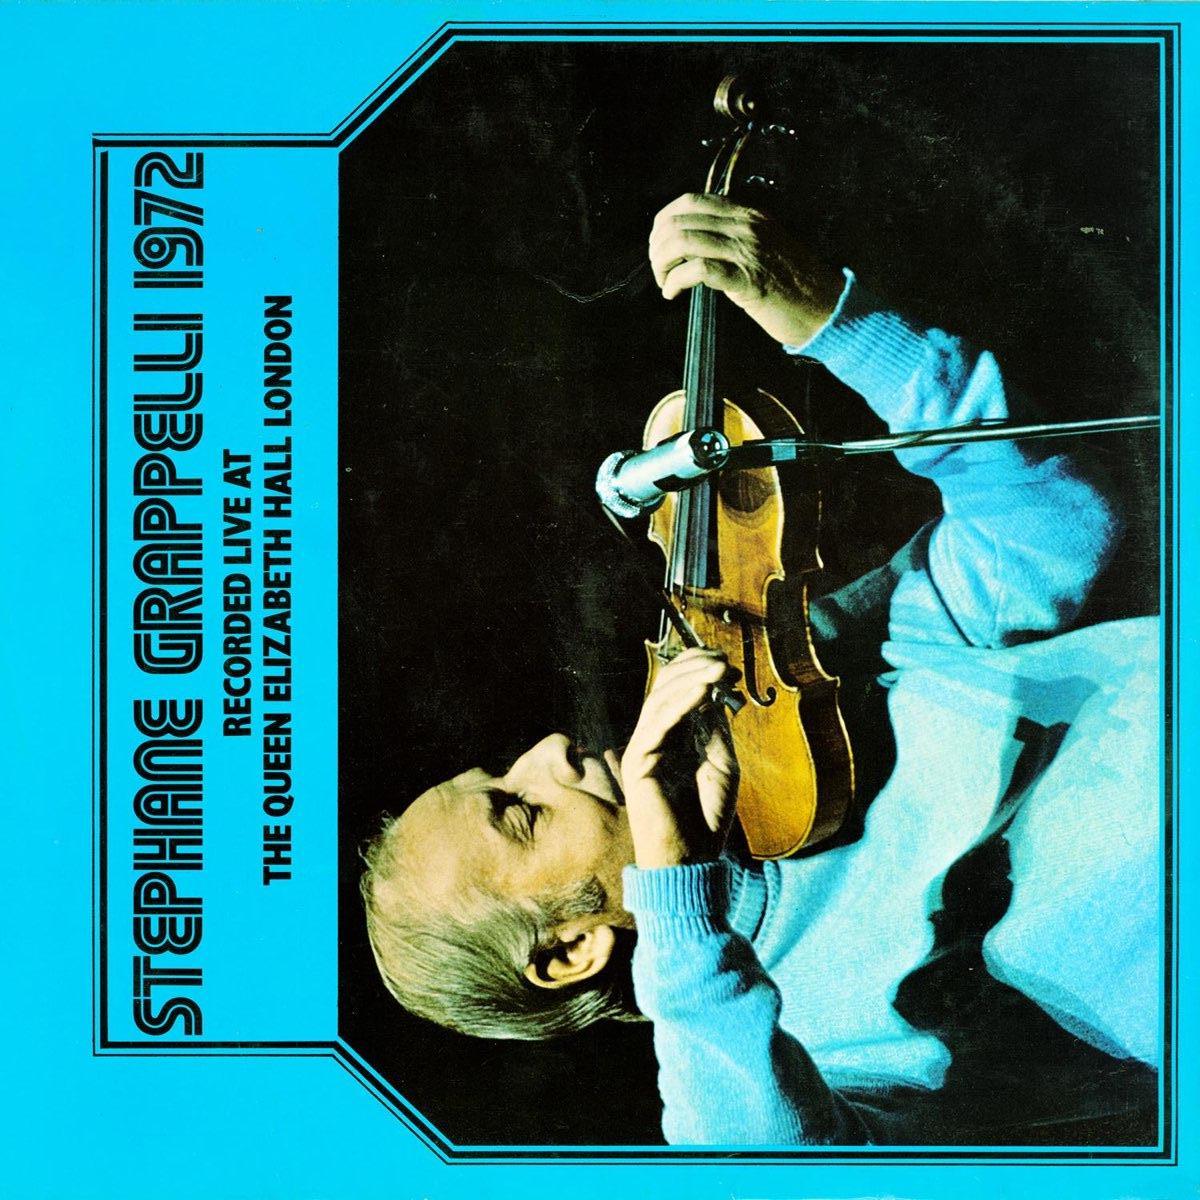 STEPHANE GRAPPELLI 1972
RECORDED LIVE AT
THE QUEEN ELIZABETH HALL LONDON